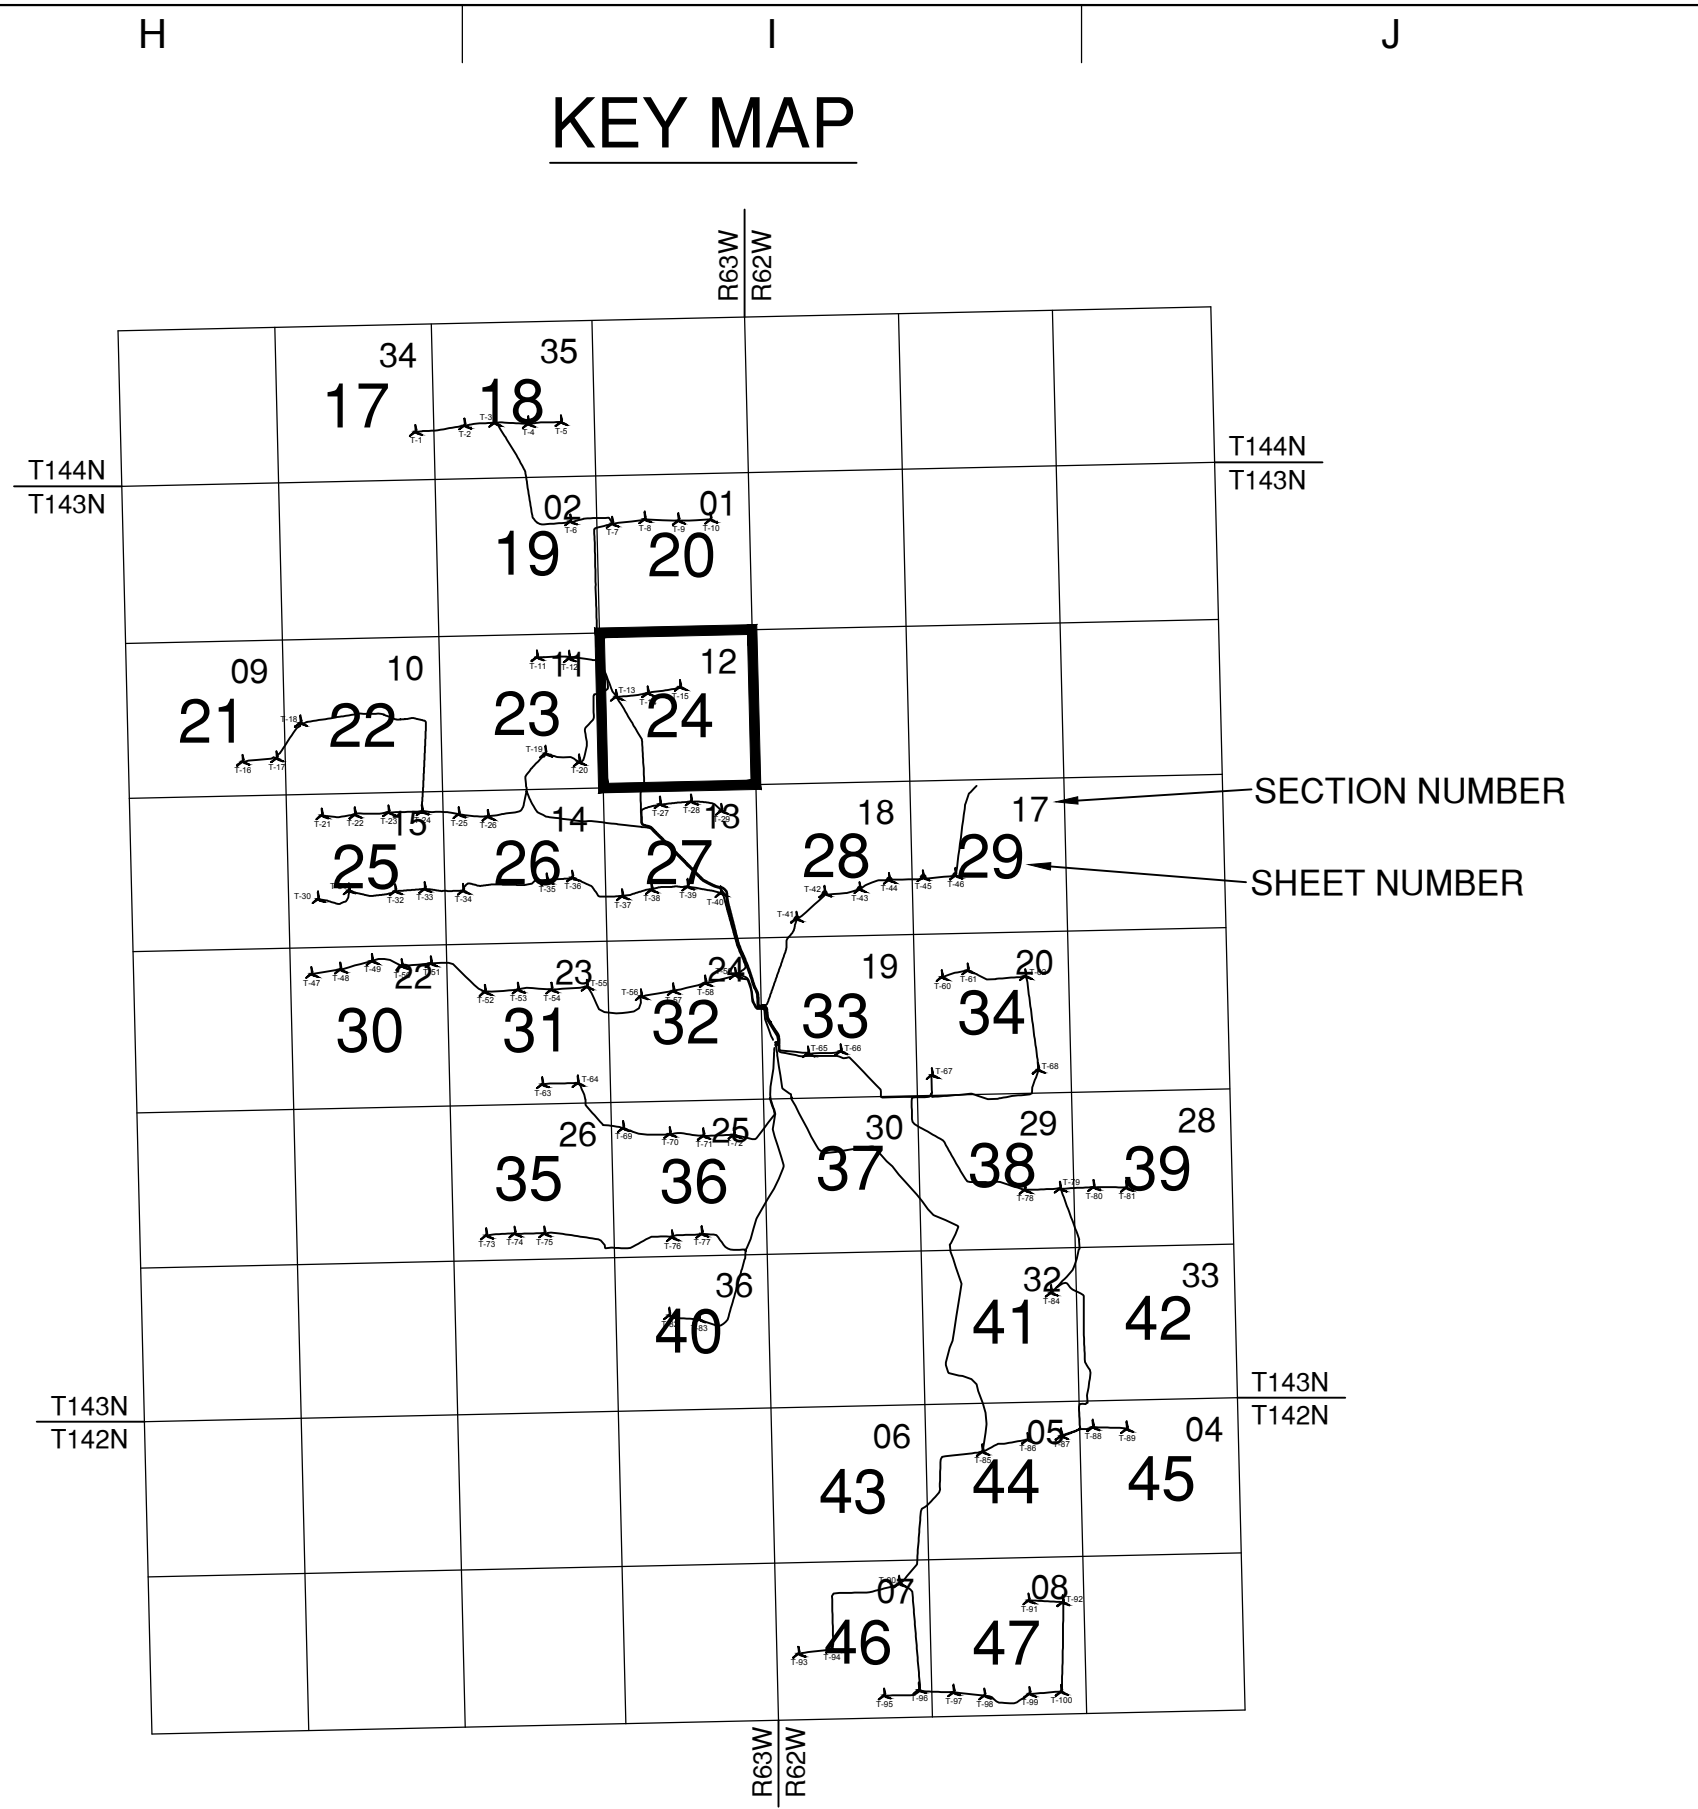 H I J
KEY MAP
R63W
R62W
34 35
17 18
T-1 T-2 T-3 T-4 T-5
T144N
T143N
T144N
T143N
02 01
T-6 T-7 T-8 T-9 T-10
19 20
09 10 11 12
T-11 T-12 T-13 T-15
21 22 23 24
T-16 T-17 T-18 T-19 T-20
SECTION NUMBER
15 14 13 18 17
T-21 T-22 T-23 T-24 T-25 T-26 T-27 T-28 T-29
25 26 27 28 29
SHEET NUMBER
T-30 T-32 T-33 T-34 T-35 T-36 T-37 T-38 T-39 T-40 T-41 T-42 T-43 T-44 T-45 T-46
22 23 24 19 20
T-47 T-48 T-49 T-51 T-52 T-53 T-54 T-55 T-56 T-57 T-58 T-60 T-61
30 31 32 33 34
T-63 T-64 T-65 T-66 T-67 T-68
26 25 30 29 28
T-69 T-70 T-71 T-72
35 36 37 38 39
T-78 T-79 T-80 T-81
T-73 T-74 T-75 T-76 T-77
36 32 33
T-83 T-84
40 41 42
T143N
T142N
T143N
T142N
06 05 04
T-85 T-86 T-87 T-88 T-89
43 44 45
07 08
T-91 T-92
46 47
T-93 T-94
T-95 T-96 T-97 T-98 T-99 T-100
R63W
R62W